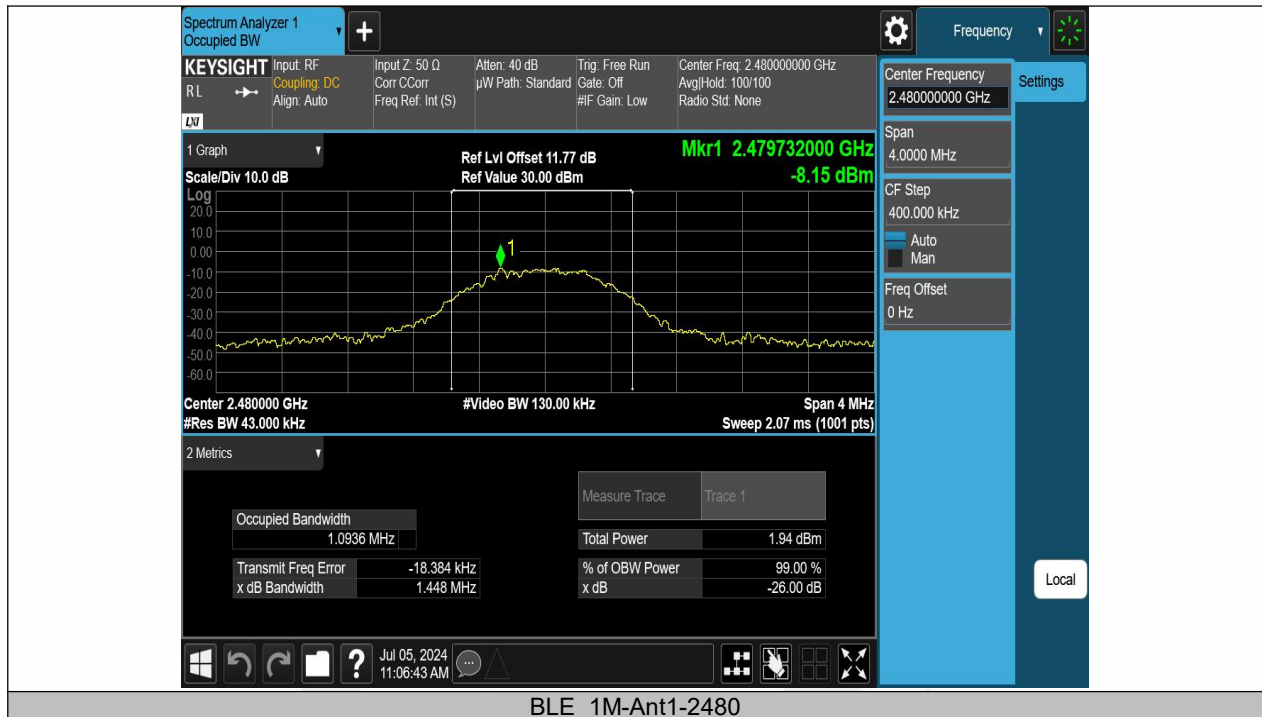 Spectrum Analyzer 1
Occupied BW
+
Frequency
KEYSIGHT
R L
LXI
Input: RF
Coupling: DC
Align: Auto
Input Z: 50 Ω
Corr CCorr
Freq Ref: Int (S)
Atten: 40 dB
µW Path: Standard
Trig: Free Run
Gate: Off
#IF Gain: Low
Center Freq: 2.480000000 GHz
Avg|Hold: 100/100
Radio Std: None
Center Frequency
2.480000000 GHz
Settings
Span
4.0000 MHz
CF Step
400.000 kHz
Auto
Man
Freq Offset
0 Hz
Local
1 Graph
Scale/Div 10.0 dB
Ref Lvl Offset 11.77 dB
Ref Value 30.00 dBm
Mkr1 2.479732000 GHz
-8.15 dBm
Log
20.0
10.0
0.00
-10.0
-20.0
-30.0
-40.0
-50.0
-60.0
1
Center 2.480000 GHz
#Video BW 130.00 kHz
Span 4 MHz
#Res BW 43.000 kHz
Sweep 2.07 ms (1001 pts)
2 Metrics
Measure Trace Trace 1
Occupied Bandwidth
1.0936 MHz
Total Power 1.94 dBm
Transmit Freq Error -18.384 kHz
% of OBW Power 99.00 %
x dB Bandwidth 1.448 MHz
x dB -26.00 dB
?
Jul 05, 2024
11:06:43 AM
BLE_1M-Ant1-2480